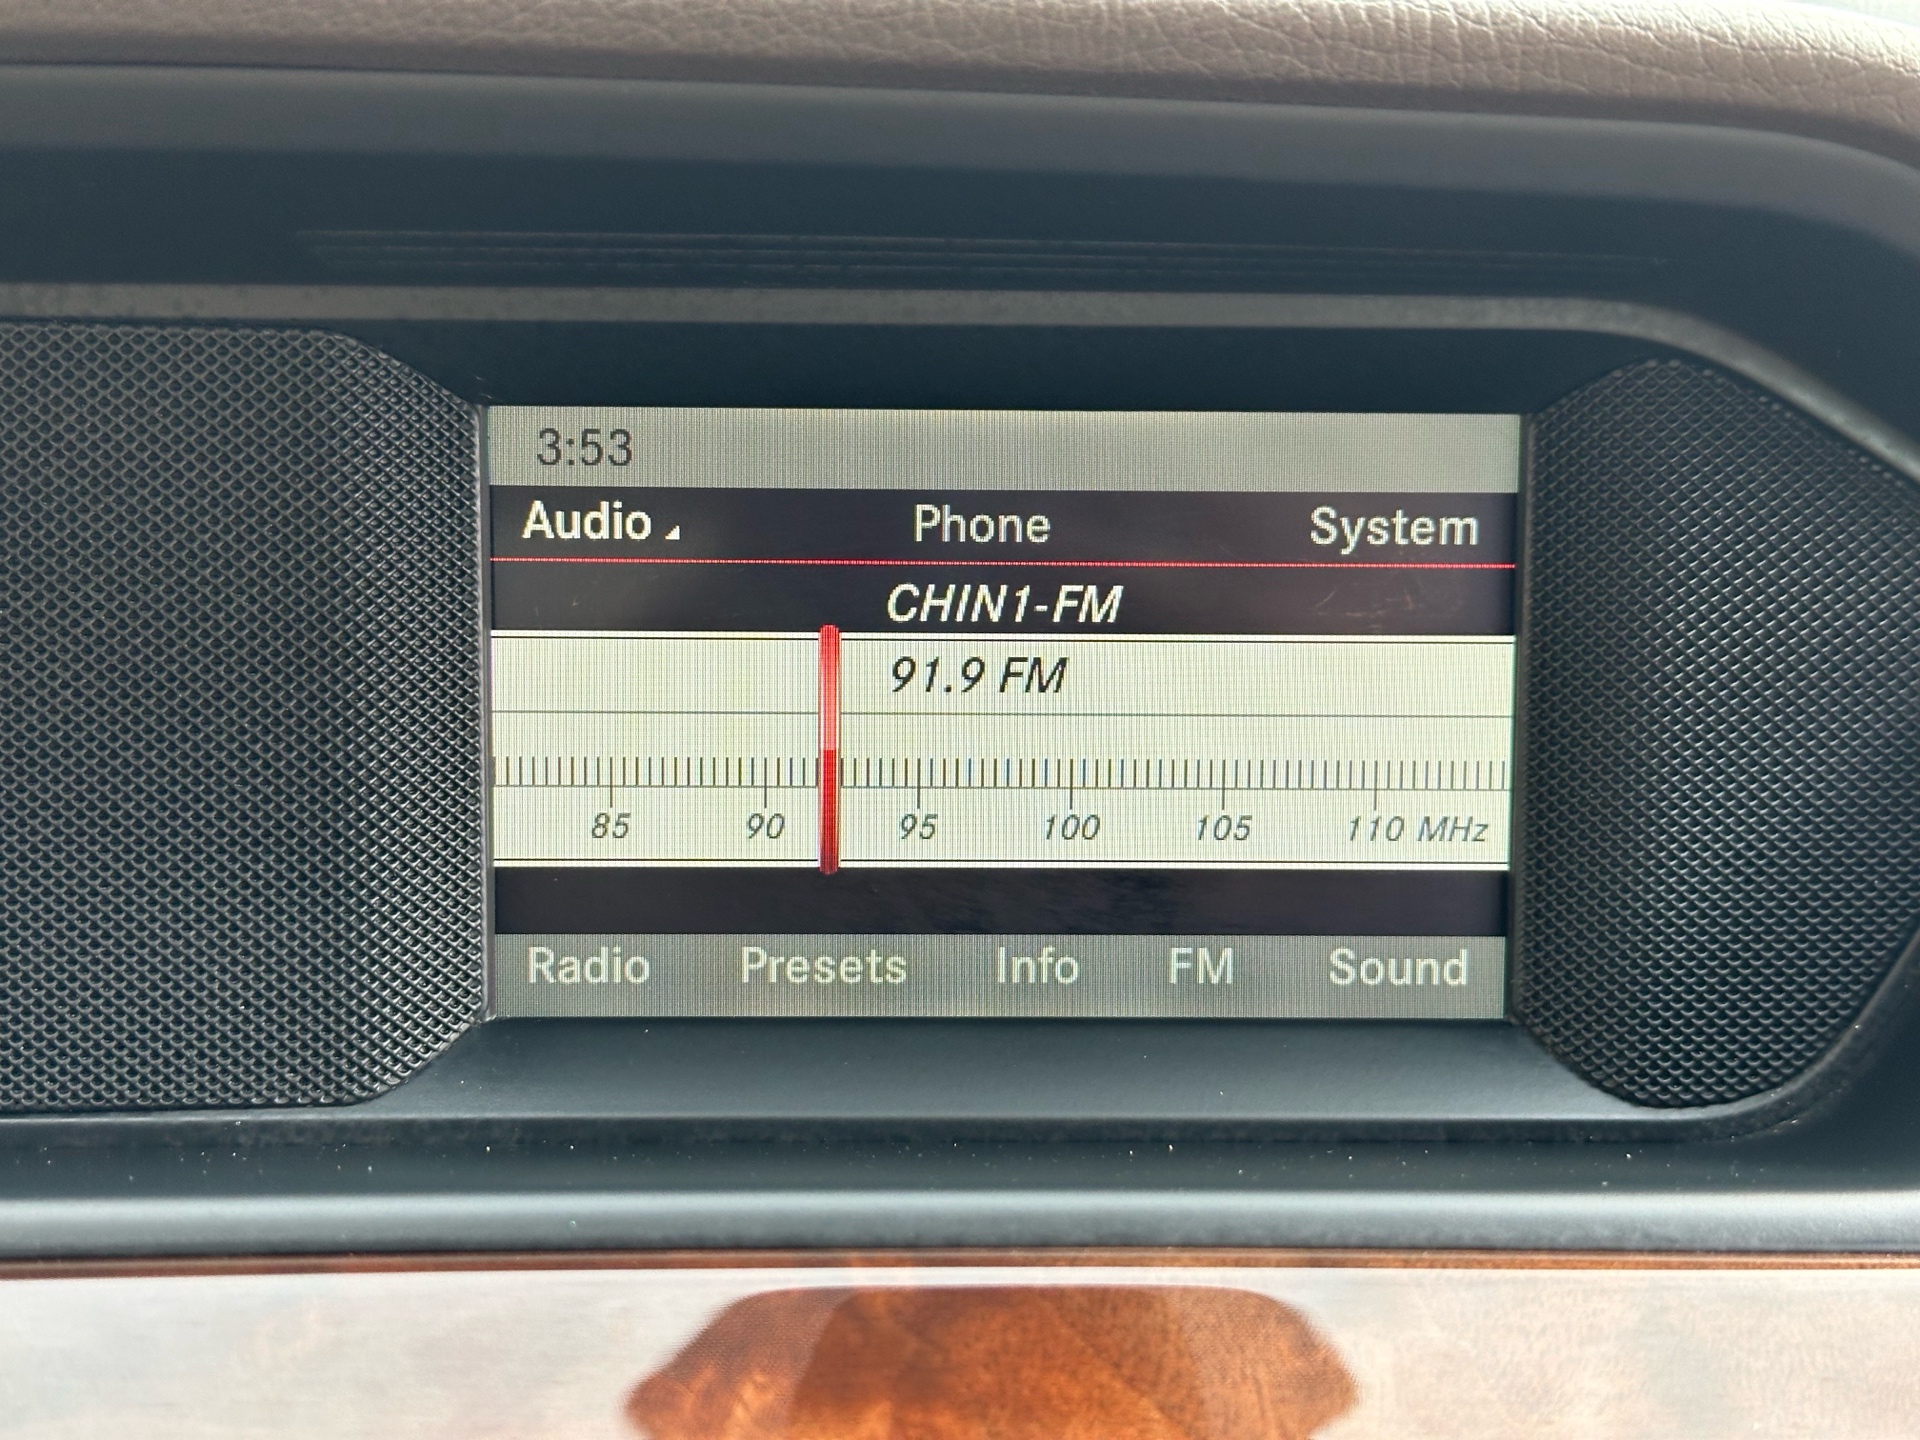 3:53
Audio Phone System
CHIN1-FM
91.9 FM
85 90 95 100 105 110 MHz
Radio Presets Info FM Sound